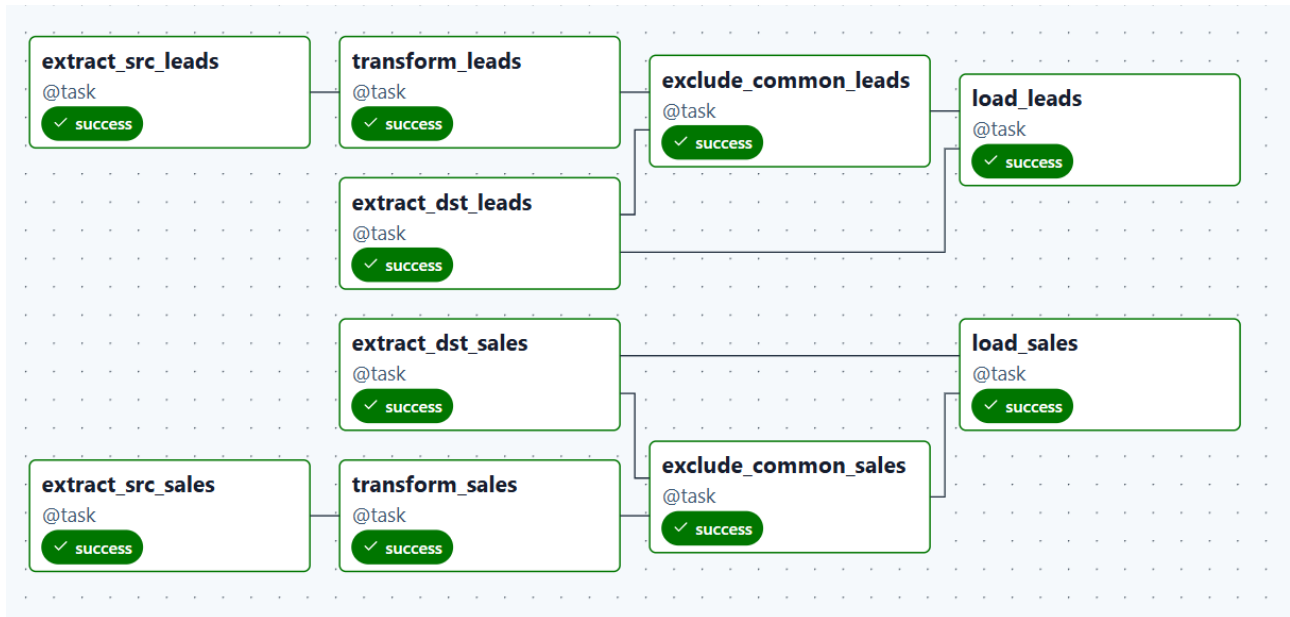 extract_src_leads
@task
success
transform_leads
@task
success
exclude_common_leads
@task
success
load_leads
@task
success
extract_dst_leads
@task
success
extract_dst_sales
@task
success
load_sales
@task
success
exclude_common_sales
@task
success
extract_src_sales
@task
success
transform_sales
@task
success